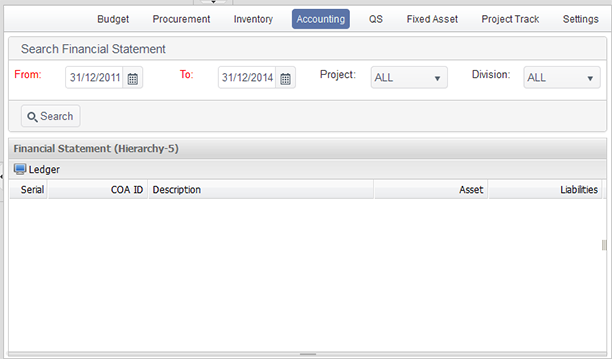 Budget Procurement Inventory Accounting QS Fixed Asset Project Track Settings
Search Financial Statement
From: 31/12/2011 To: 31/12/2014 Project: ALL Division: ALL
Search
Financial Statement (Hierarchy-5)
Ledger
Serial COA ID Description Asset Liabilities